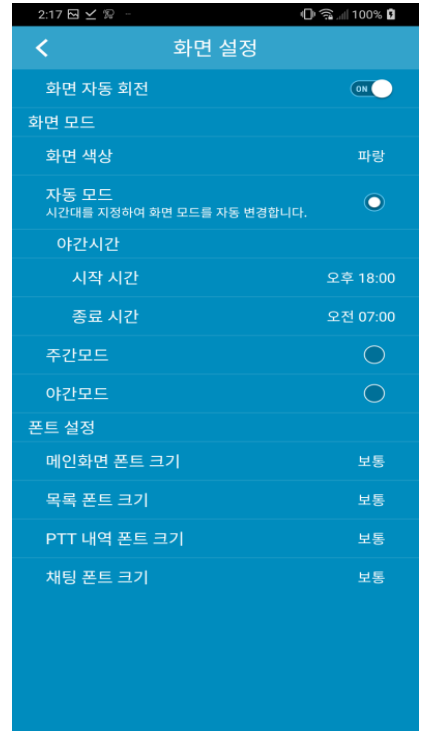 2:17 100%
화면 설정
화면 자동 회전 ON
화면 모드
화면 색상 파랑
자동 모드
시간대를 지정하여 화면 모드를 자동 변경합니다.
야간시간
시작 시간 오후 18:00
종료 시간 오전 07:00
주간모드
야간모드
폰트 설정
메인화면 폰트 크기 보통
목록 폰트 크기 보통
PTT 내역 폰트 크기 보통
채팅 폰트 크기 보통